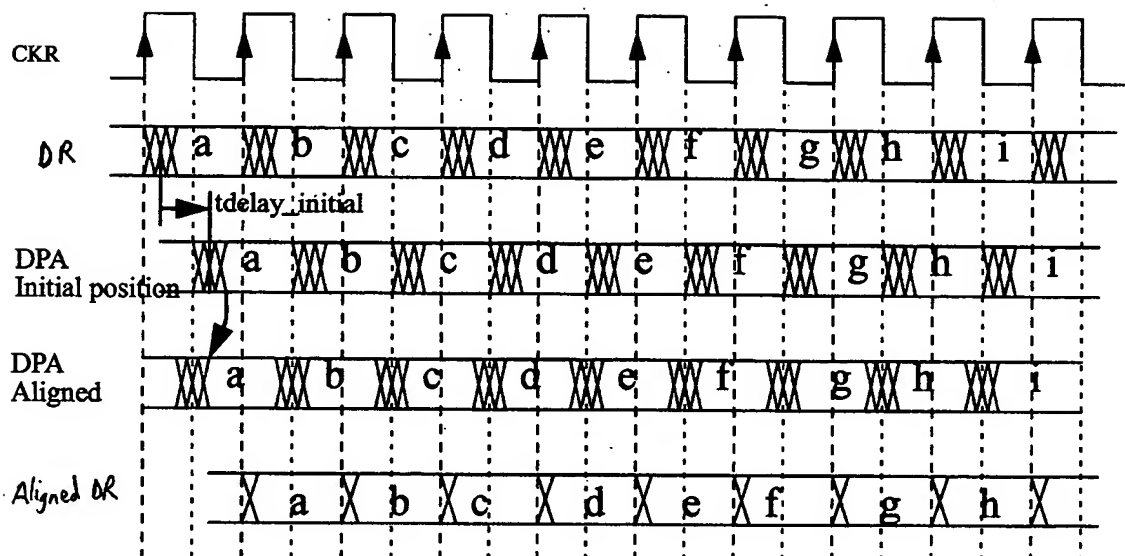 CKR
DR a b c d e f g h i
tdelay_initial
DPA a b c d e f g h i
Initial position
DPA a b c d e f g h i
Aligned
Aligned DR a b c d e f g h